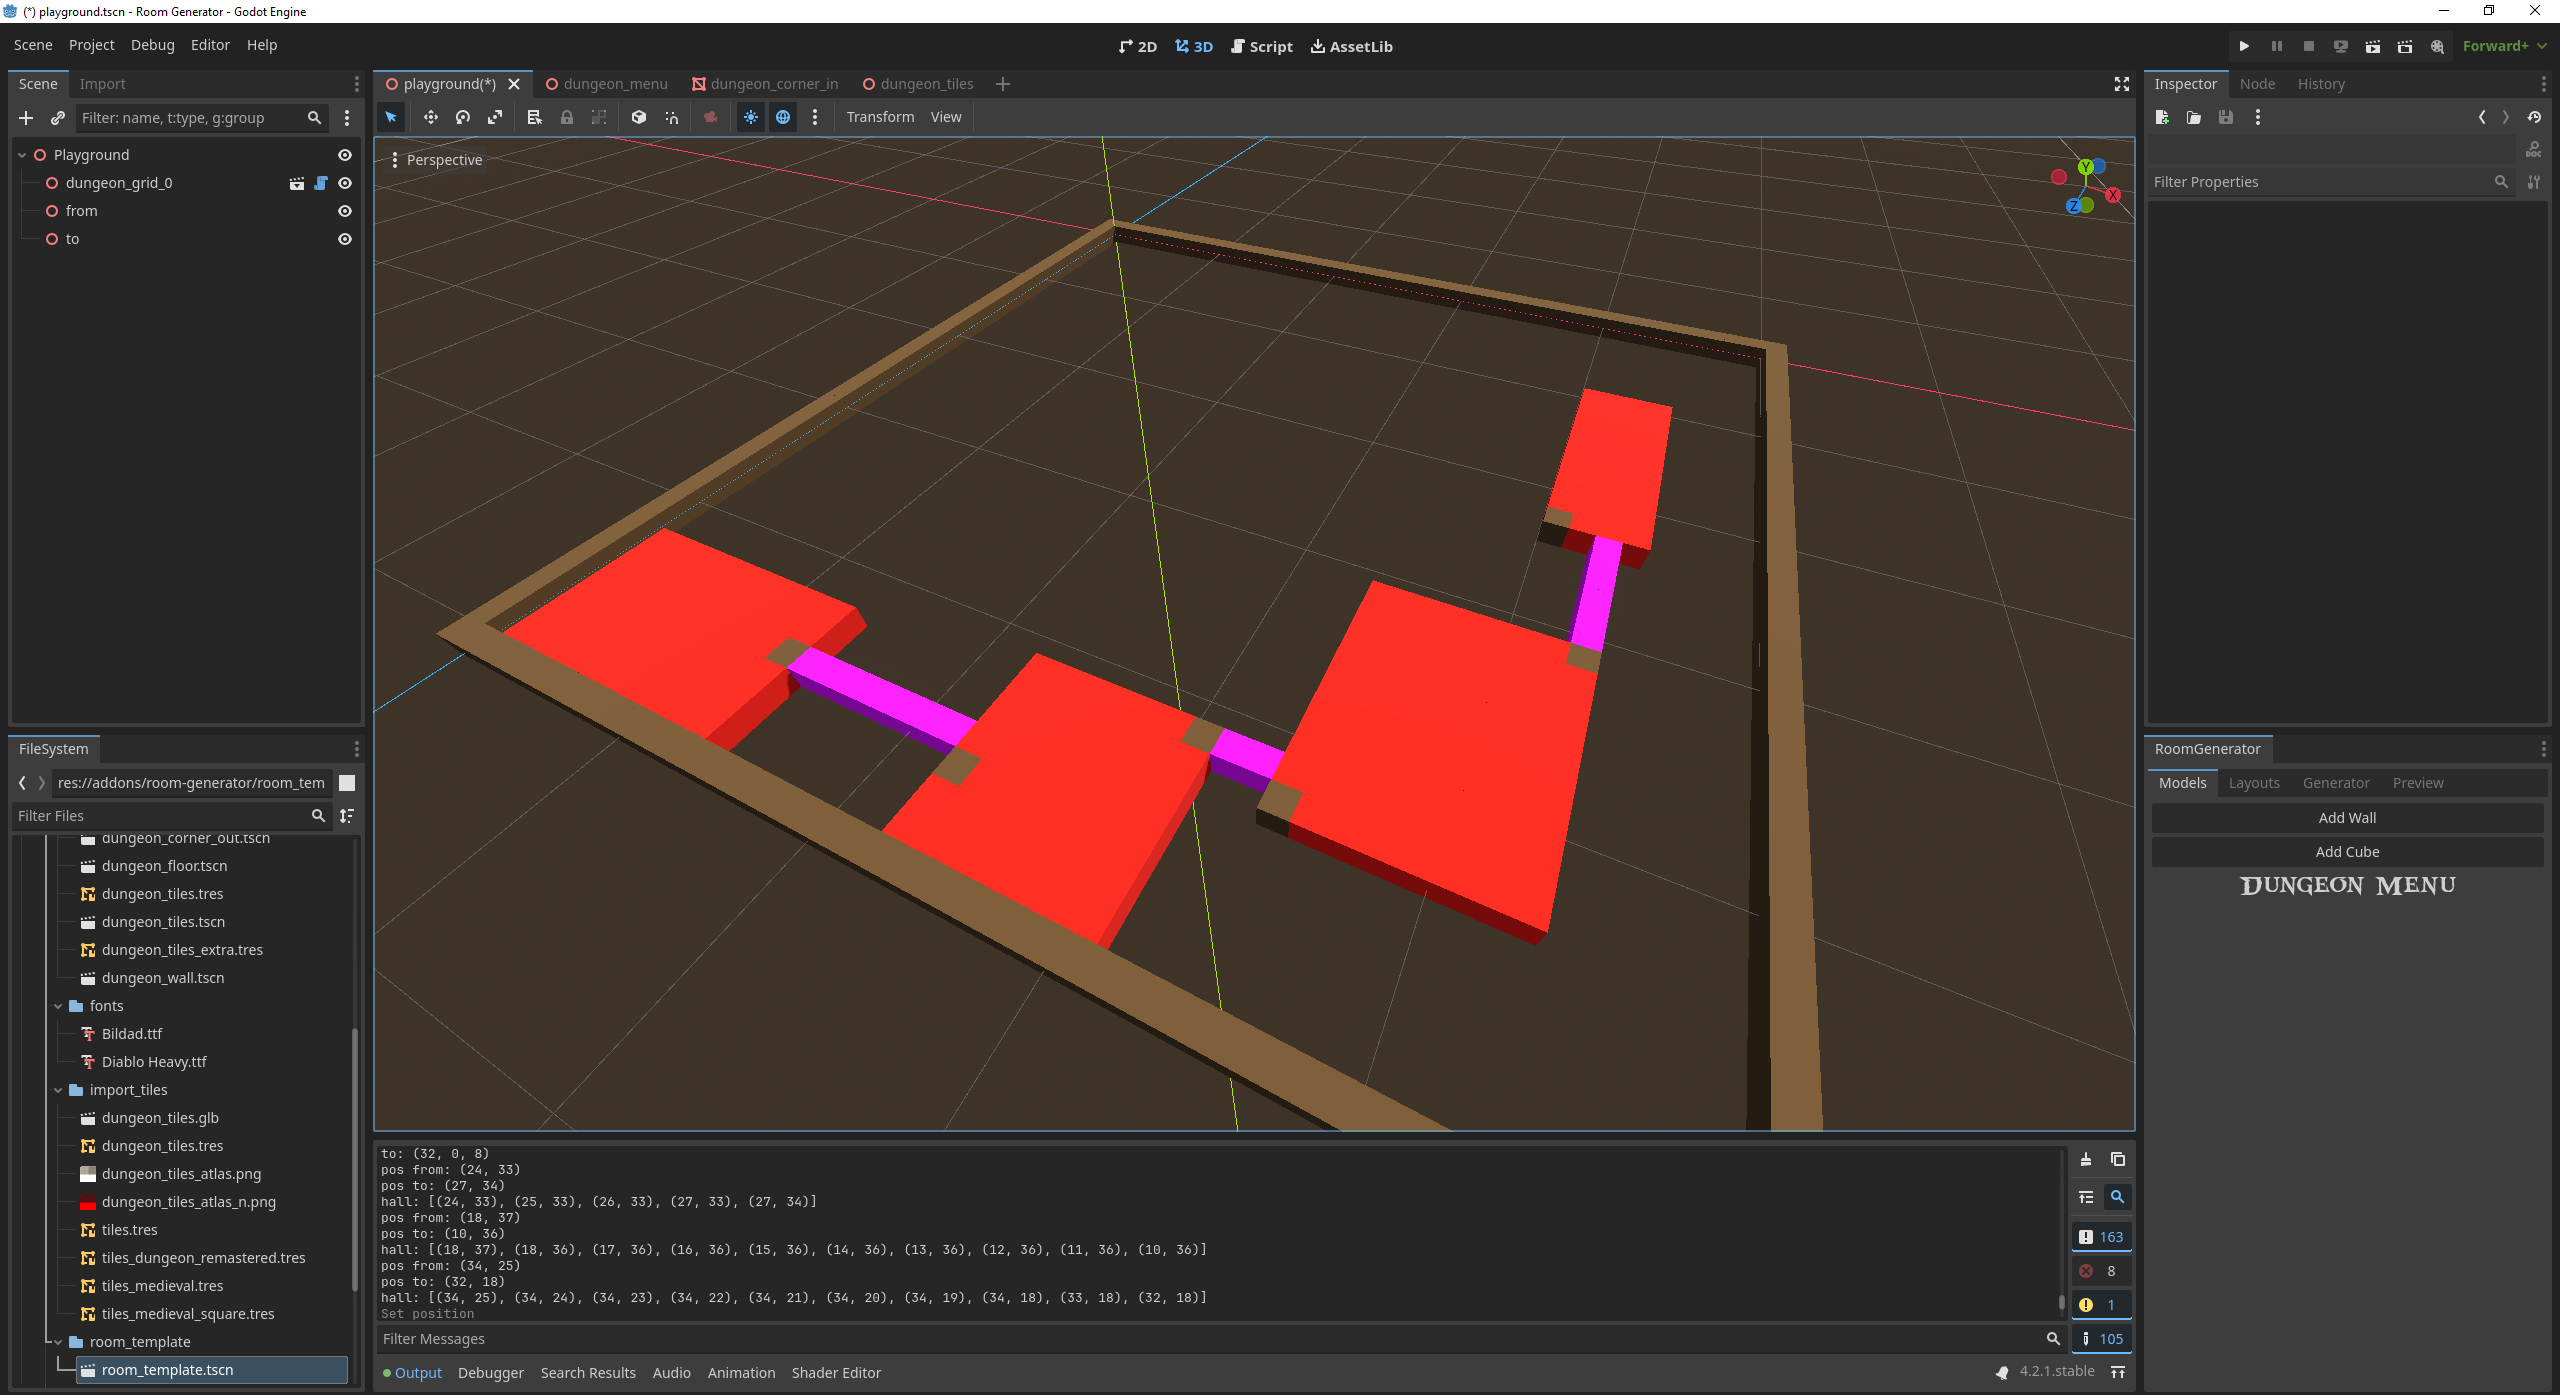 (*) playground.tscn - Room Generator - Godot Engine
Scene Project Debug Editor Help
2D 3D Script AssetLib
Forward+
Scene Import
Filter: name, t:type, g:group
Playground
dungeon_grid_0
from
to
FileSystem
res://addons/room-generator/room_tem
Filter Files
dungeon_corner_out.tscn
dungeon_floor.tscn
dungeon_tiles.tres
dungeon_tiles.tscn
dungeon_tiles_extra.tres
dungeon_wall.tscn
fonts
Bildad.ttf
Diablo Heavy.ttf
import_tiles
dungeon_tiles.glb
dungeon_tiles.tres
dungeon_tiles_atlas.png
dungeon_tiles_atlas_n.png
tiles.tres
tiles_dungeon_remastered.tres
tiles_medieval.tres
tiles_medieval_square.tres
room_template
room_template.tscn
playground(*) dungeon_menu dungeon_corner_in dungeon_tiles
Transform View
Perspective
Y
X
Z
to: (32, 0, 8)
pos from: (24, 33)
pos to: (27, 34)
hall: [(24, 33), (25, 33), (26, 33), (27, 33), (27, 34)]
pos from: (18, 37)
pos to: (10, 36)
hall: [(18, 37), (18, 36), (17, 36), (16, 36), (15, 36), (14, 36), (13, 36), (12, 36), (11, 36), (10, 36)]
pos from: (34, 25)
pos to: (32, 18)
hall: [(34, 25), (34, 24), (34, 23), (34, 22), (34, 21), (34, 20), (34, 19), (34, 18), (33, 18), (32, 18)]
Set position
Filter Messages
163
8
1
105
Output Debugger Search Results Audio Animation Shader Editor
4.2.1.stable
Inspector Node History
DOC
Filter Properties
RoomGenerator
Models Layouts Generator Preview
Add Wall
Add Cube
Dungeon Menu